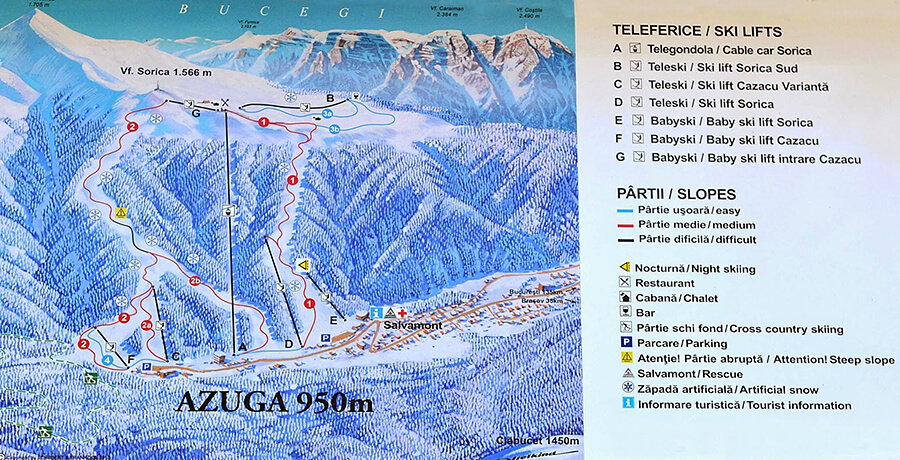 1.705 m
BUCEGI
Vf. Furnica
2.103 m
Vf. Caraiman
2.384 m
Vf. Coştila
2.490 m
Vf. Sorica 1.566 m
G
B
3a
3b
2
1
1
2b
2
2a
2
4
F
C
A
D
1
E
P
P
i
Salvamont
Bucureşti 135km
Braşov 35km
AZUGA 950m
Clăbucet 1450m
TELEFERICE / SKI LIFTS
A Telegondola / Cable car Sorica
B Teleski / Ski lift Sorica Sud
C Teleski / Ski lift Cazacu Variantă
D Teleski / Ski lift Sorica
E Babyski / Baby ski lift Sorica
F Babyski / Baby ski lift Cazacu
G Babyski / Baby ski lift intrare Cazacu
PÂRTII / SLOPES
Pârtie uşoară/easy
Pârtie medie/medium
Pârtie dificilă/difficult
Nocturnă/Night skiing
Restaurant
Cabană/Chalet
Bar
Pârtie schi fond/Cross country skiing
P Parcare/Parking
Atenţie! Pârtie abruptă / Attention! Steep slope
Salvamont/Rescue
Zăpadă artificială/Artificial snow
i Informare turistică/Tourist information